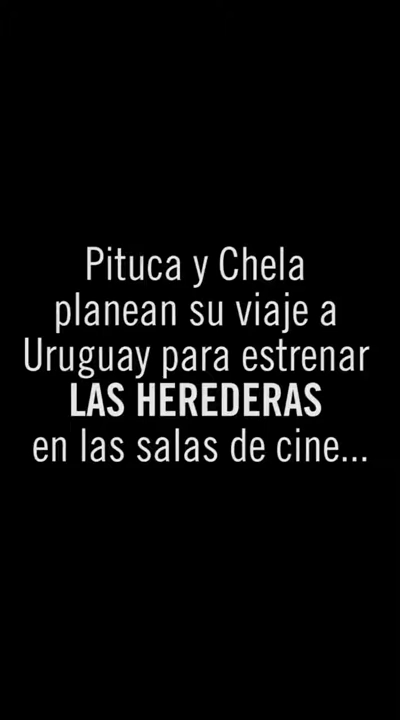 Pituca y Chela
planean su viaje a
Uruguay para estrenar
LAS HEREDERAS
en las salas de cine...